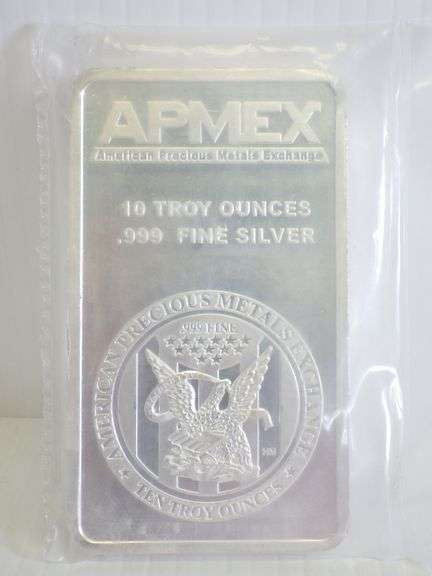 APMEX
American Precious Metals Exchange
10 TROY OUNCES
.999 FINE SILVER
AMERICAN PRECIOUS METALS EXCHANGE
.999 FINE
HM
★ TEN TROY OUNCES ★